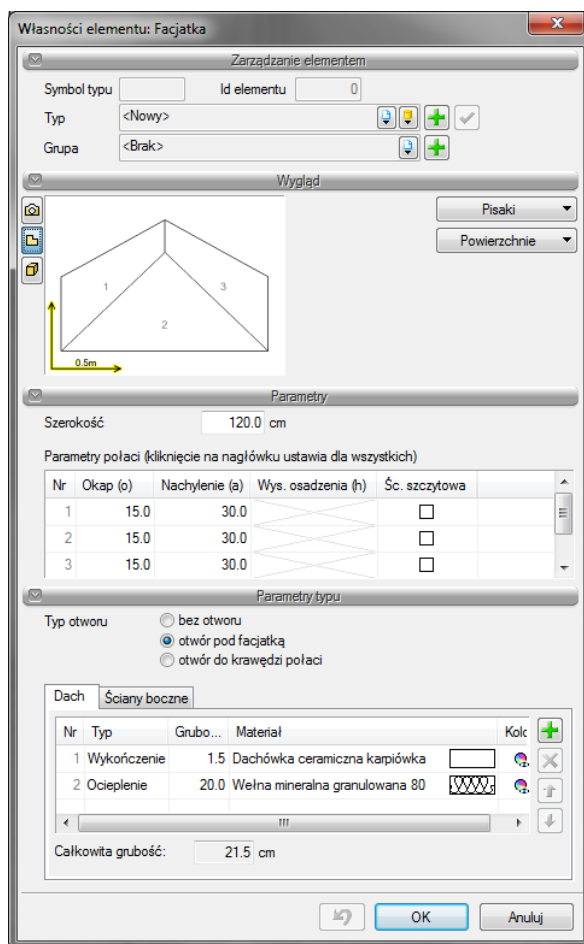 Własności elementu: Facjatka
Zarządzanie elementem
Symbol typu Id elementu 0
Typ <Nowy>
Grupa <Brak>
Wygląd
Pisaki
Powierzchnie
1 3
2
0.5m
Parametry
Szerokość 120.0 cm
Parametry połaci (kliknięcie na nagłówku ustawia dla wszystkich)
Nr Okap (o) Nachylenie (a) Wys. osadzenia (h) Śc. szczytowa
1 15.0 30.0
2 15.0 30.0
3 15.0 30.0
Parametry typu
Typ otworu bez otworu
otwór pod facjatką
otwór do krawędzi połaci
Dach Ściany boczne
Nr Typ Grubo... Materiał Kolo
1 Wykończenie 1.5 Dachówka ceramiczna karpiówka
2 Ocieplenie 20.0 Wełna mineralna granulowana 80
Całkowita grubość: 21.5 cm
OK Anuluj